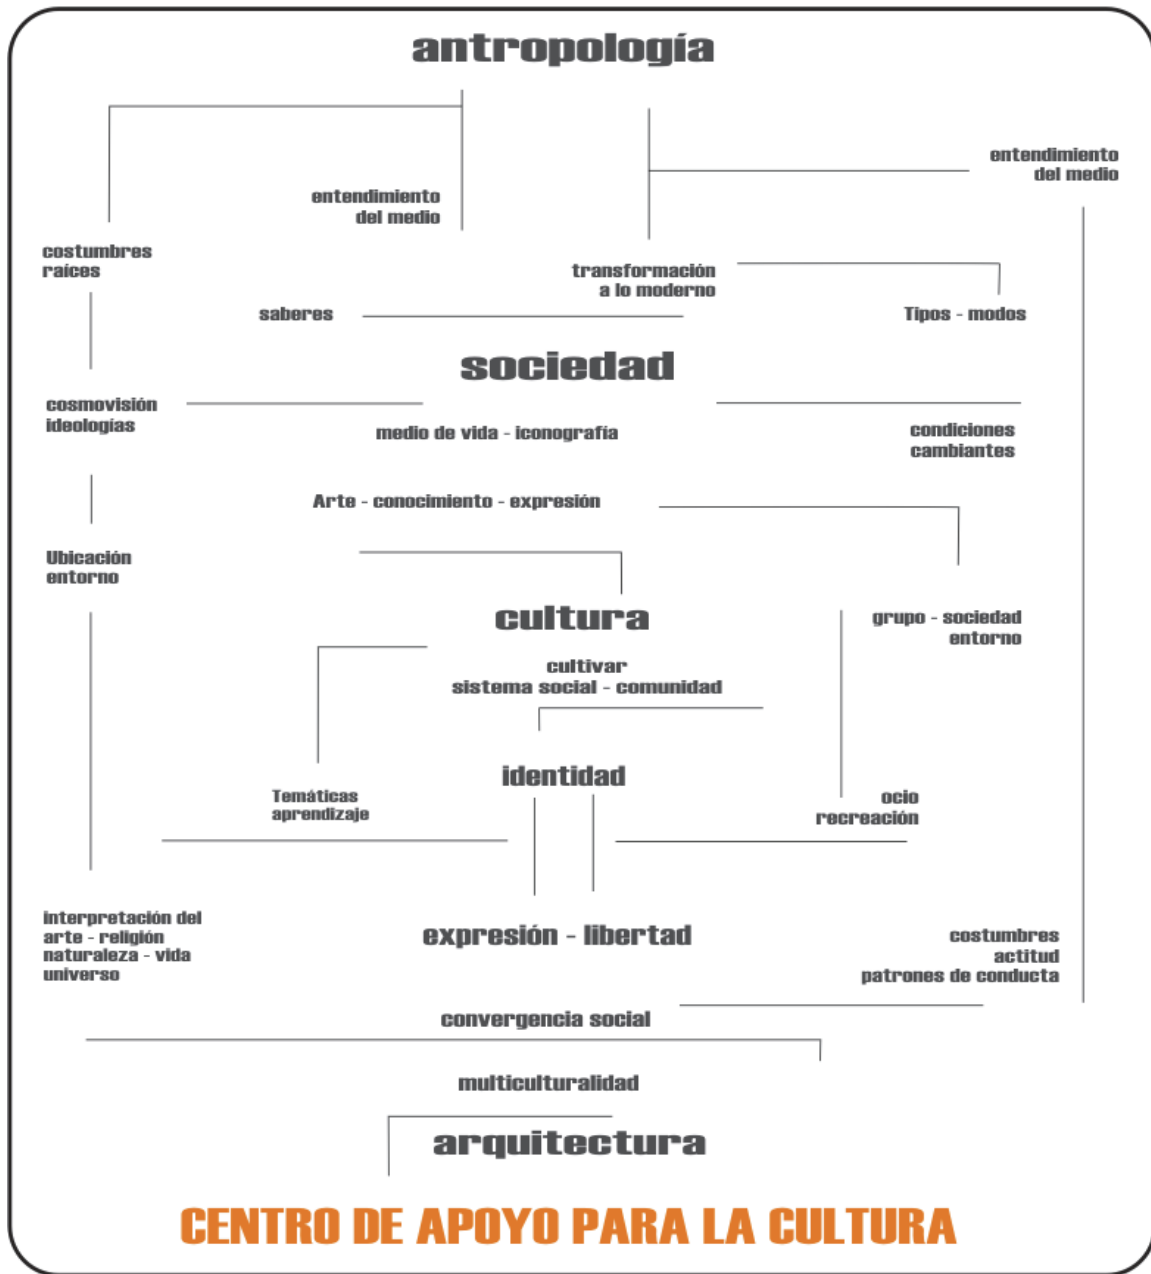 antropología
entendimiento
del medio
entendimiento
del medio
costumbres
raíces
transformación
a lo moderno
saberes
Tipos - modos
sociedad
cosmovisión
ideologías
medio de vida - iconografía
condiciones
cambiantes
Arte - conocimiento - expresión
Ubicación
entorno
cultura
grupo - sociedad
entorno
cultivar
sistema social - comunidad
identidad
Temáticas
aprendizaje
ocio
recreación
interpretación del
arte - religión
naturaleza - vida
universo
expresión - libertad
costumbres
actitud
patrones de conducta
convergencia social
multiculturalidad
arquitectura
CENTRO DE APOYO PARA LA CULTURA